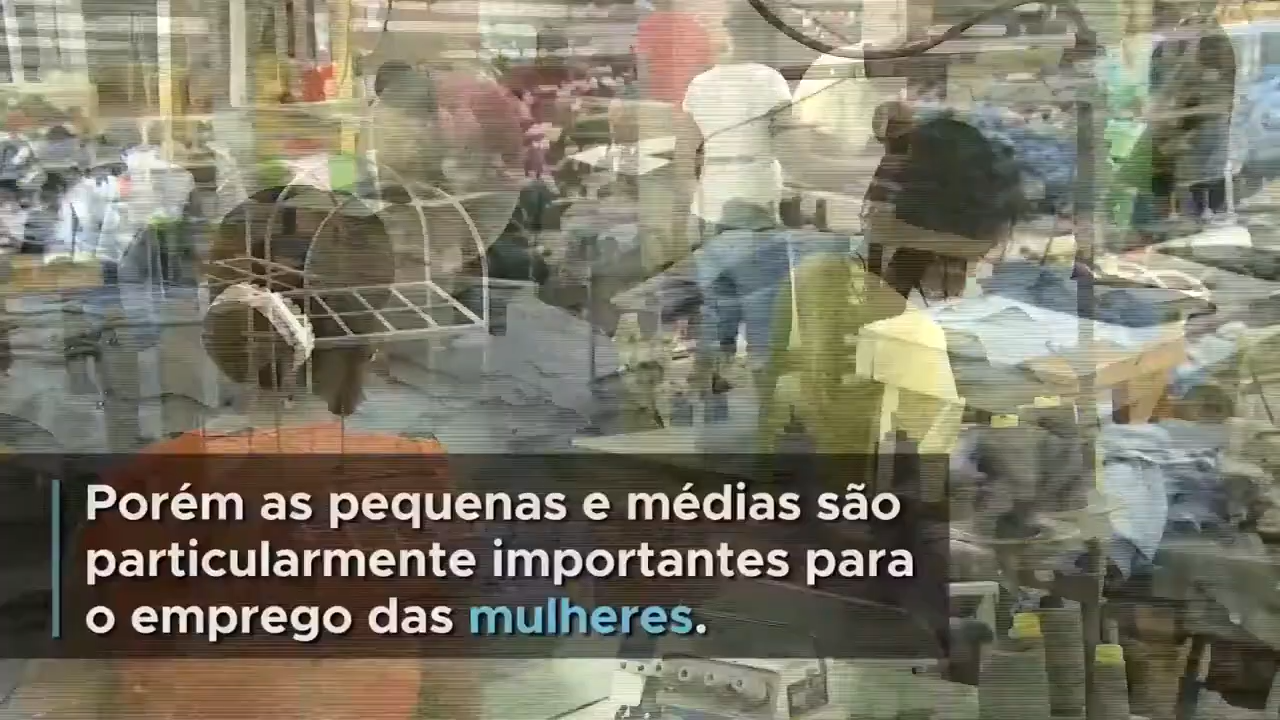 Porém as pequenas e médias são
particularmente importantes para
o emprego das mulheres.